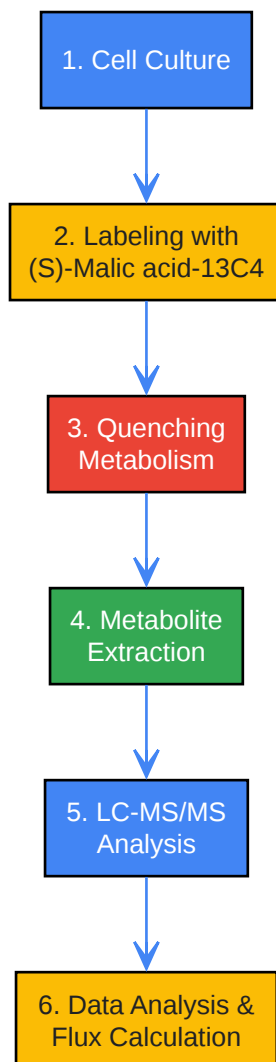 1. Cell Culture
2. Labeling with
(S)-Malic acid-13C4
3. Quenching
Metabolism
4. Metabolite
Extraction
5. LC-MS/MS
Analysis
6. Data Analysis &
Flux Calculation